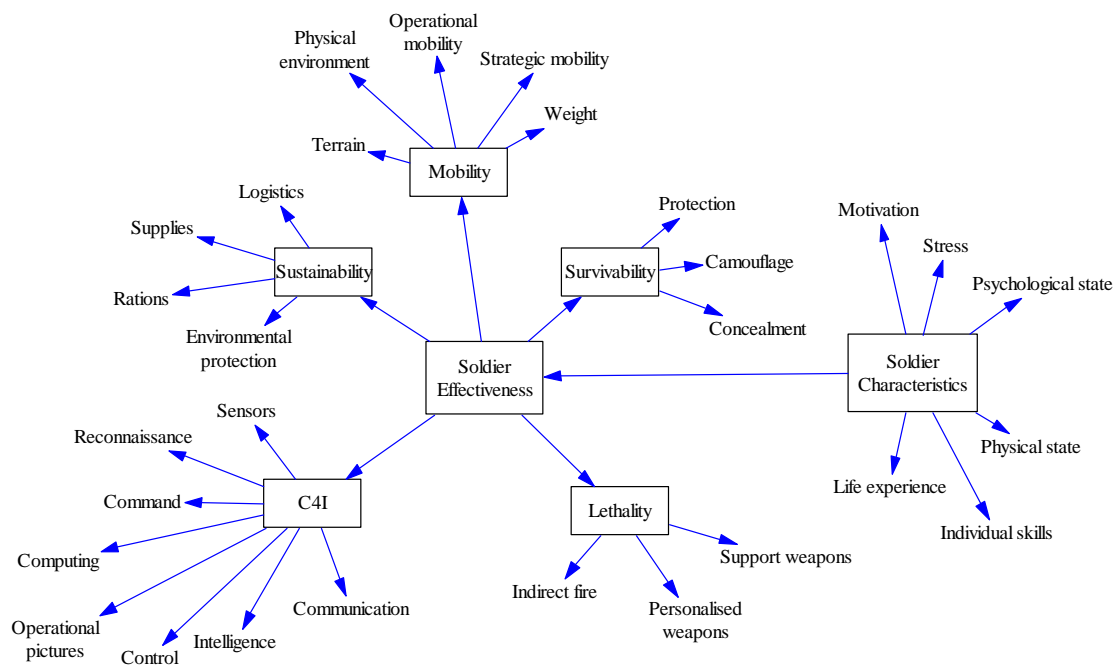 Operational
mobility
Physical
environment
Strategic mobility
Weight
Terrain
Mobility
Logistics
Supplies
Sustainability
Rations
Environmental
protection
Protection
Survivability
Camouflage
Concealment
Motivation
Stress
Psychological state
Soldier
Effectiveness
Soldier
Characteristics
Physical state
Life experience
Individual skills
Sensors
Reconnaissance
Command
C4I
Computing
Operational
pictures
Control
Intelligence
Communication
Lethality
Support weapons
Indirect fire
Personalised
weapons